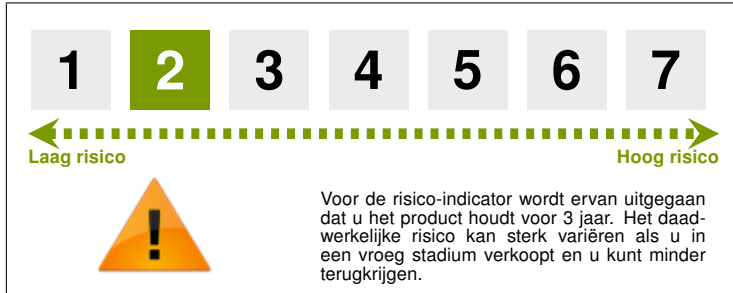 1 2 3 4 5 6 7
Laag risico Hoog risico
!
Voor de risico-indicator wordt ervan uitgegaan
dat u het product houdt voor 3 jaar. Het daad-
werkelijke risico kan sterk variëren als u in
een vroeg stadium verkoopt en u kunt minder
terugkrijgen.